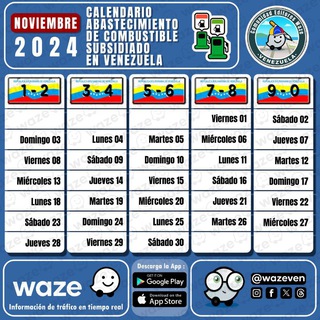 NOVIEMBRE
2024
CALENDARIO
ABASTECIMIENTO
DE COMBUSTIBLE
SUBSIDIADO
EN VENEZUELA
Comunidad Editores Waze
VENEZUELA
1-2 3-4 5-6 7-8 9-0
Viernes 01 Sábado 02
Domingo 03 Lunes 04 Martes 05 Miércoles 06 Jueves 07
Viernes 08 Sábado 09 Domingo 10 Lunes 11 Martes 12
Miércoles 13 Jueves 14 Viernes 15 Sábado 16 Domingo 17
Lunes 18 Martes 19 Miércoles 20 Jueves 21 Viernes 22
Sábado 23 Domingo 24 Lunes 25 Martes 26 Miércoles 27
Jueves 28 Viernes 29 Sábado 30
waze
Información de tráfico en tiempo real
Descarga la App :
GET IT ON
Google Play
Download on the
App Store
@wazeven